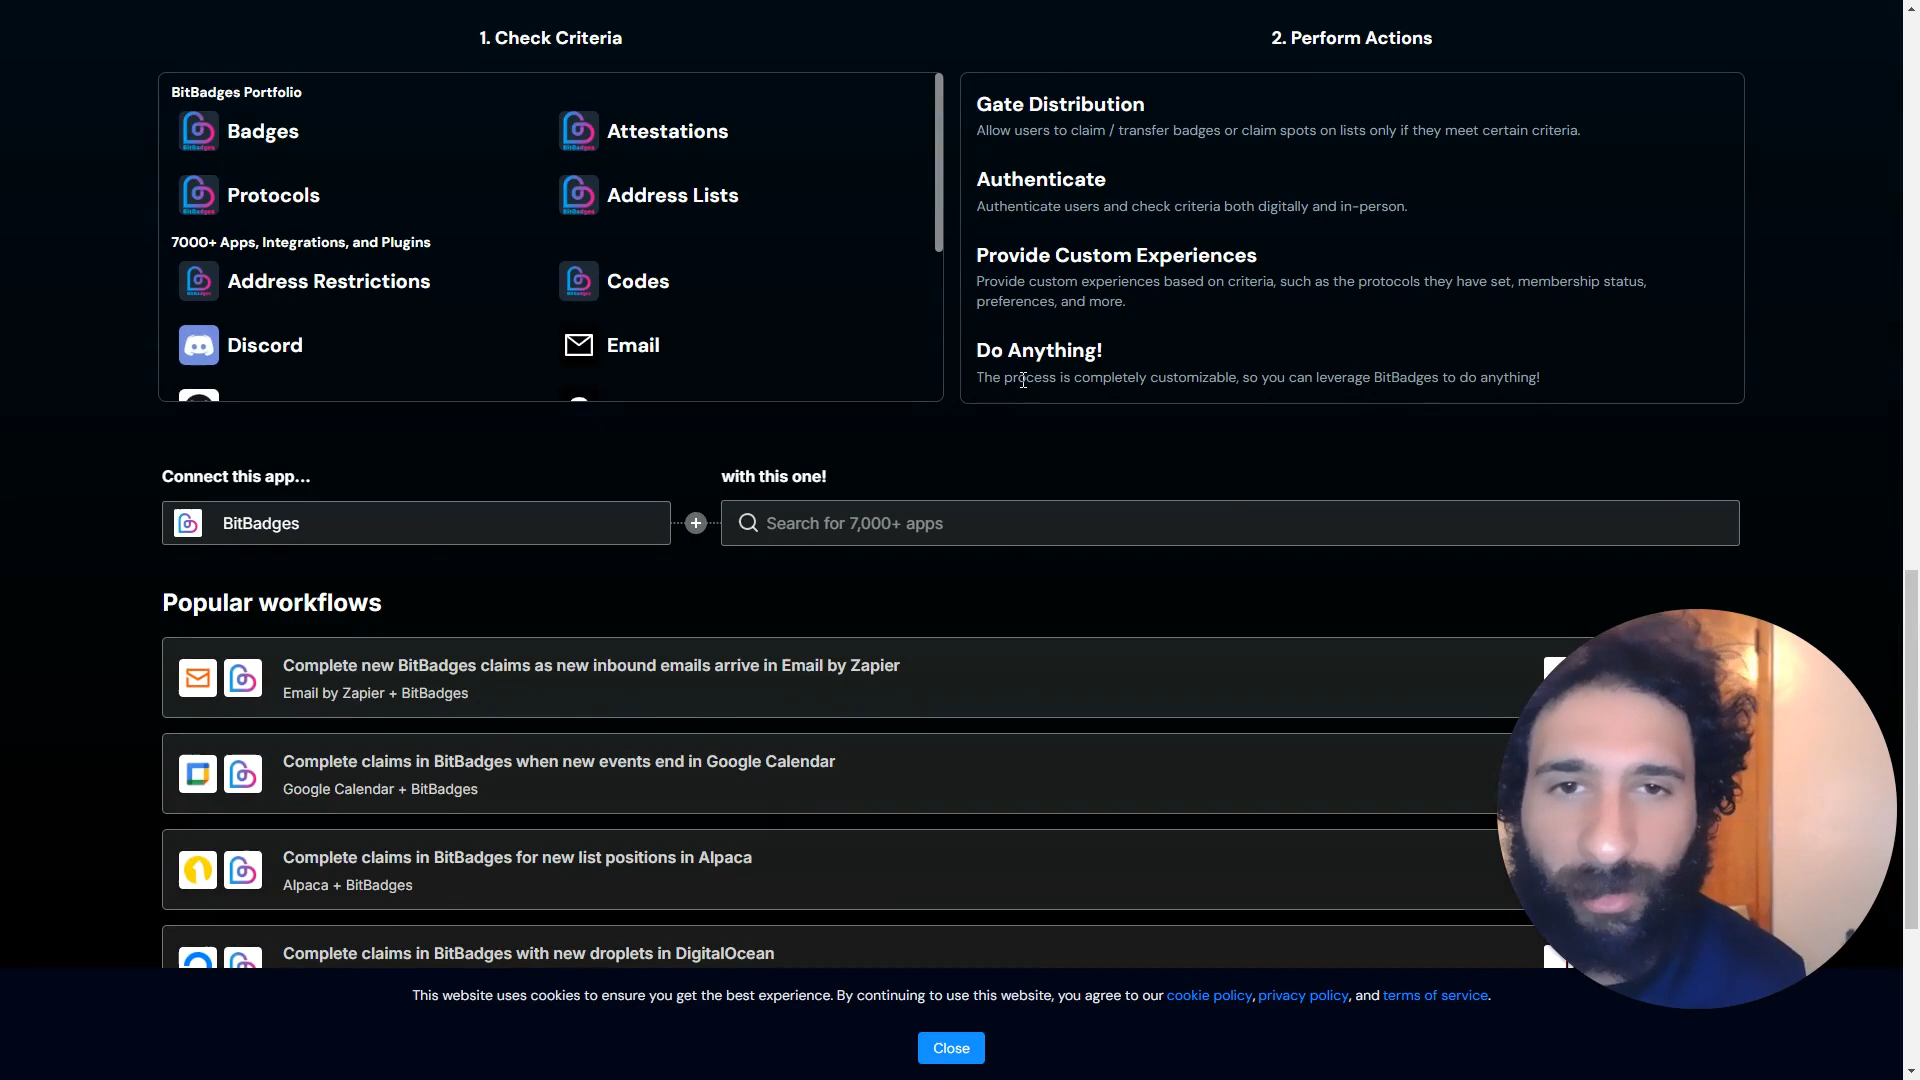 1. Check Criteria
2. Perform Actions
BitBadges Portfolio
Badges
Attestations
Protocols
Address Lists
7000+ Apps, Integrations, and Plugins
Address Restrictions
Codes
Discord
Email
Gate Distribution
Allow users to claim / transfer badges or claim spots on lists only if they meet certain criteria.
Authenticate
Authenticate users and check criteria both digitally and in-person.
Provide Custom Experiences
Provide custom experiences based on criteria, such as the protocols they have set, membership status,
preferences, and more.
Do Anything!
The process is completely customizable, so you can leverage BitBadges to do anything!
Connect this app...
with this one!
BitBadges
Search for 7,000+ apps
Popular workflows
Complete new BitBadges claims as new inbound emails arrive in Email by Zapier
Email by Zapier + BitBadges
Complete claims in BitBadges when new events end in Google Calendar
Google Calendar + BitBadges
Complete claims in BitBadges for new list positions in Alpaca
Alpaca + BitBadges
Complete claims in BitBadges with new droplets in DigitalOcean
This website uses cookies to ensure you get the best experience. By continuing to use this website, you agree to our cookie policy, privacy policy, and terms of service.
Close